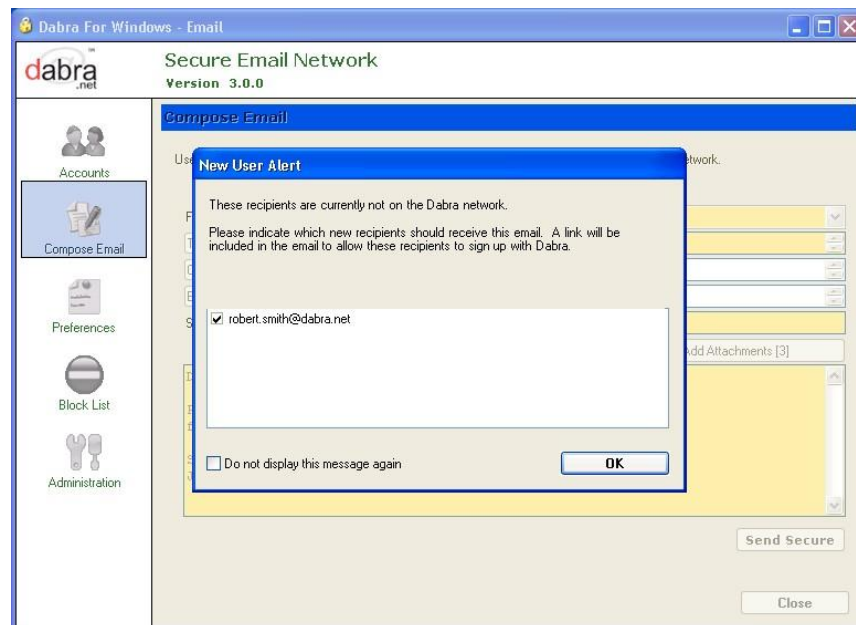 Dabra For Windows - Email
dabra
.net
Secure Email Network
Version 3.0.0
Compose Email
Accounts
Compose Email
Preferences
Block List
Administration
etwork.
New User Alert
These recipients are currently not on the Dabra network.
Please indicate which new recipients should receive this email. A link will be
included in the email to allow these recipients to sign up with Dabra.
robert.smith@dabra.net
Do not display this message again
OK
Add Attachments [3]
Send Secure
Close